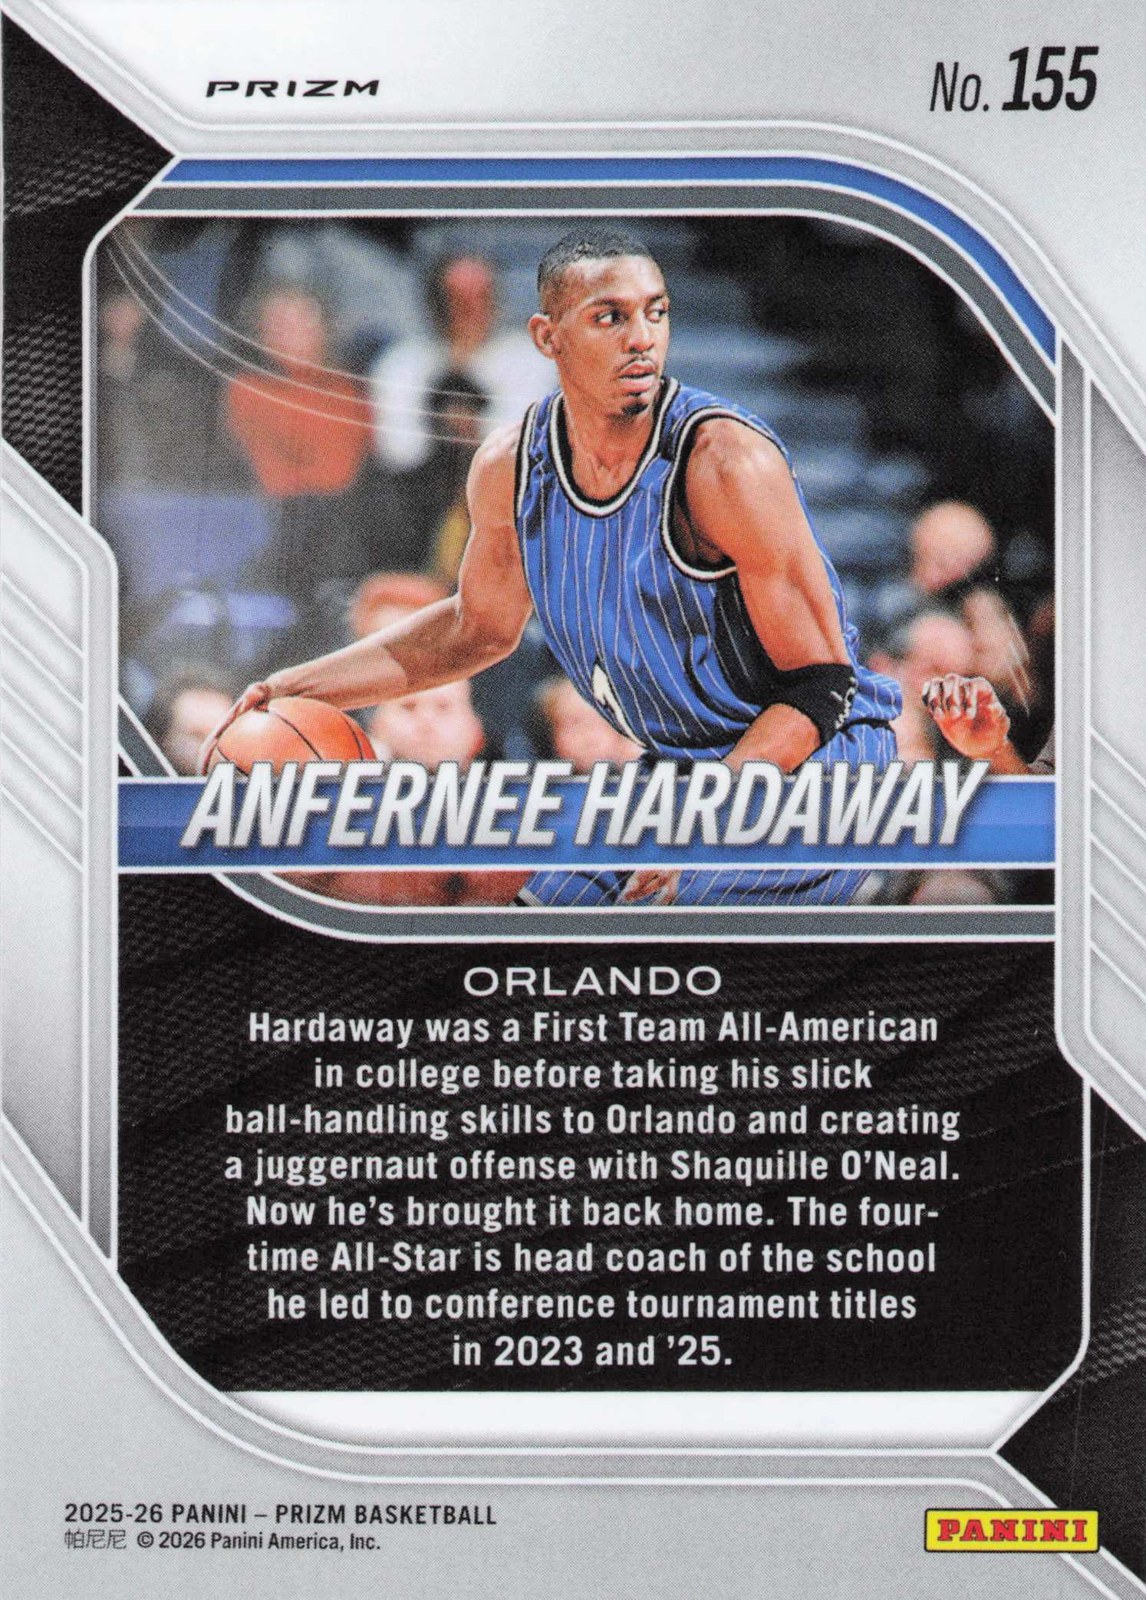 PRIZM
No. 155
ANFERNEE HARDAWAY
ORLANDO
Hardaway was a First Team All-American
in college before taking his slick
ball-handling skills to Orlando and creating
a juggernaut offense with Shaquille O'Neal.
Now he's brought it back home. The four-
time All-Star is head coach of the school
he led to conference tournament titles
in 2023 and '25.
2025-26 PANINI – PRIZM BASKETBALL
帕尼尼 © 2026 Panini America, Inc.
PANINI